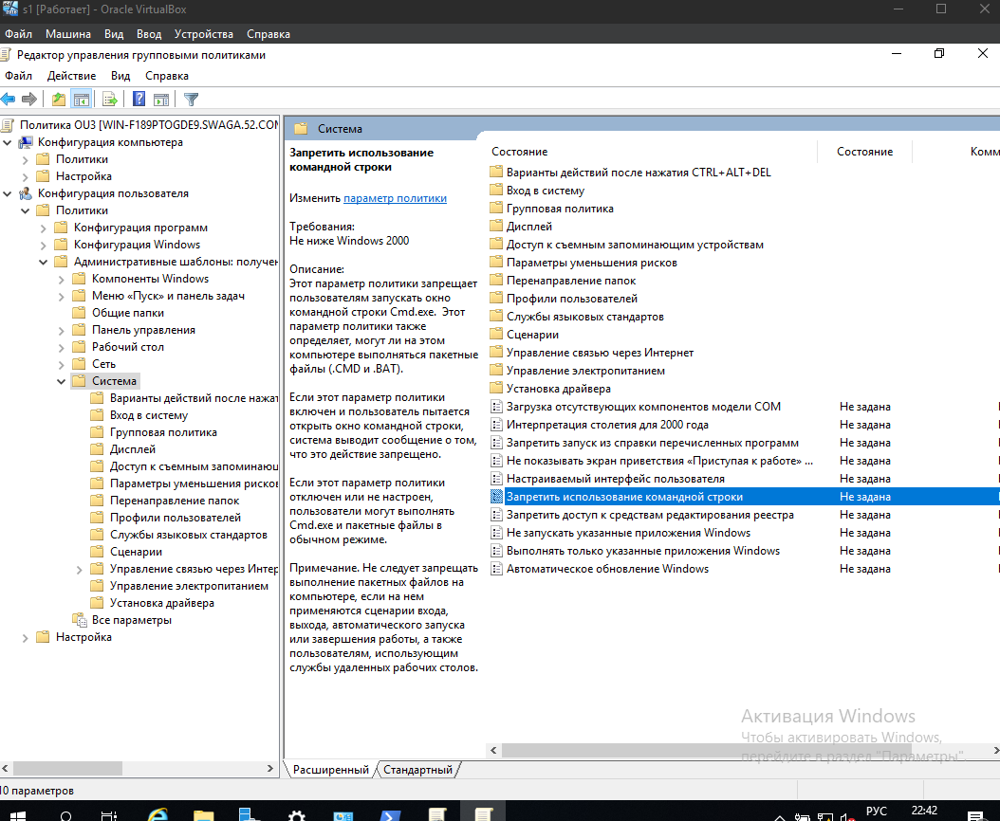 s1 [Работает] - Oracle VirtualBox
Файл Машина Вид Ввод Устройства Справка
Редактор управления групповыми политиками
Файл Действие Вид Справка
Политика OU3 [WIN-F189PTOGDE9.SWAGA.52.COM
Конфигурация компьютера
Политики
Настройка
Конфигурация пользователя
Политики
Конфигурация программ
Конфигурация Windows
Административные шаблоны: получен
Компоненты Windows
Меню «Пуск» и панель задач
Общие папки
Панель управления
Рабочий стол
Сеть
Система
Варианты действий после нажат
Вход в систему
Групповая политика
Дисплей
Доступ к съемным запоминающ
Параметры уменьшения рисков
Перенаправление папок
Профили пользователей
Службы языковых стандартов
Сценарии
Управление связью через Интер
Управление электропитанием
Установка драйвера
Все параметры
Настройка
Система
Запретить использование
командной строки
Изменить параметр политики
Требования:
Не ниже Windows 2000
Описание:
Этот параметр политики запрещает
пользователям запускать окно
командной строки Cmd.exe. Этот
параметр политики также
определяет, могут ли на этом
компьютере выполняться пакетные
файлы (.CMD и .BAT).
Если этот параметр политики
включен и пользователь пытается
открыть окно командной строки,
система выводит сообщение о том,
что это действие запрещено.
Если этот параметр политики
отключен или не настроен,
пользователи могут выполнять
Cmd.exe и пакетные файлы в
обычном режиме.
Примечание. Не следует запрещать
выполнение пакетных файлов на
компьютере, если на нем
применяются сценарии входа,
выхода, автоматического запуска
или завершения работы, а также
пользователям, использующим
службы удаленных рабочих столов.
Состояние Состояние Комм
Варианты действий после нажатия CTRL+ALT+DEL
Вход в систему
Групповая политика
Дисплей
Доступ к съемным запоминающим устройствам
Параметры уменьшения рисков
Перенаправление папок
Профили пользователей
Службы языковых стандартов
Сценарии
Управление связью через Интернет
Управление электропитанием
Установка драйвера
Загрузка отсутствующих компонентов модели COM Не задана
Интерпретация столетия для 2000 года Не задана
Запретить запуск из справки перечисленных программ Не задана
Не показывать экран приветствия «Приступая к работе» ... Не задана
Настраиваемый интерфейс пользователя Не задана
Запретить использование командной строки Не задана
Запретить доступ к средствам редактирования реестра Не задана
Не запускать указанные приложения Windows Не задана
Выполнять только указанные приложения Windows Не задана
Автоматическое обновление Windows Не задана
Активация Windows
Чтобы активировать Windows,
перейдите в раздел "Параметры".
Расширенный Стандартный
10 параметров
РУС 22:42